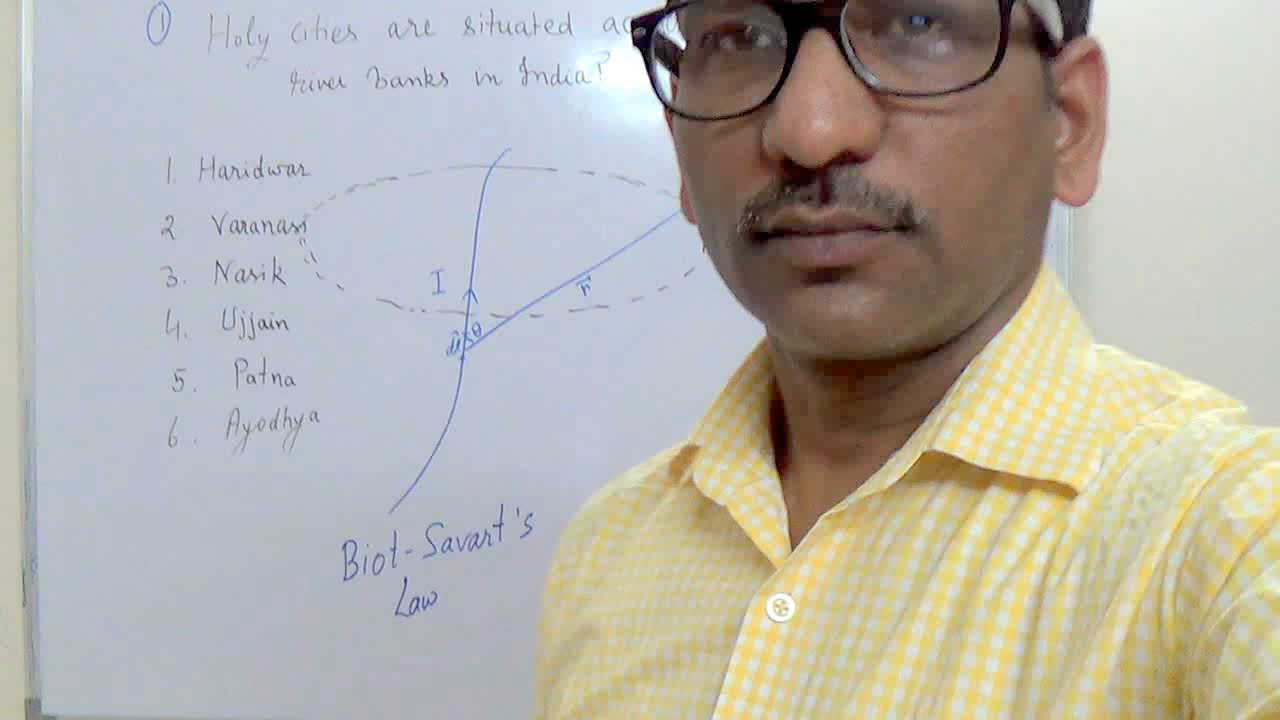 1 Holy cities are situated
river banks in India?
1. Haridwar
2 Varanasi
3. Nasik
4. Ujjain
5. Patna
6. Ayodhya
I
r
θ
Biot-Savart's
Law